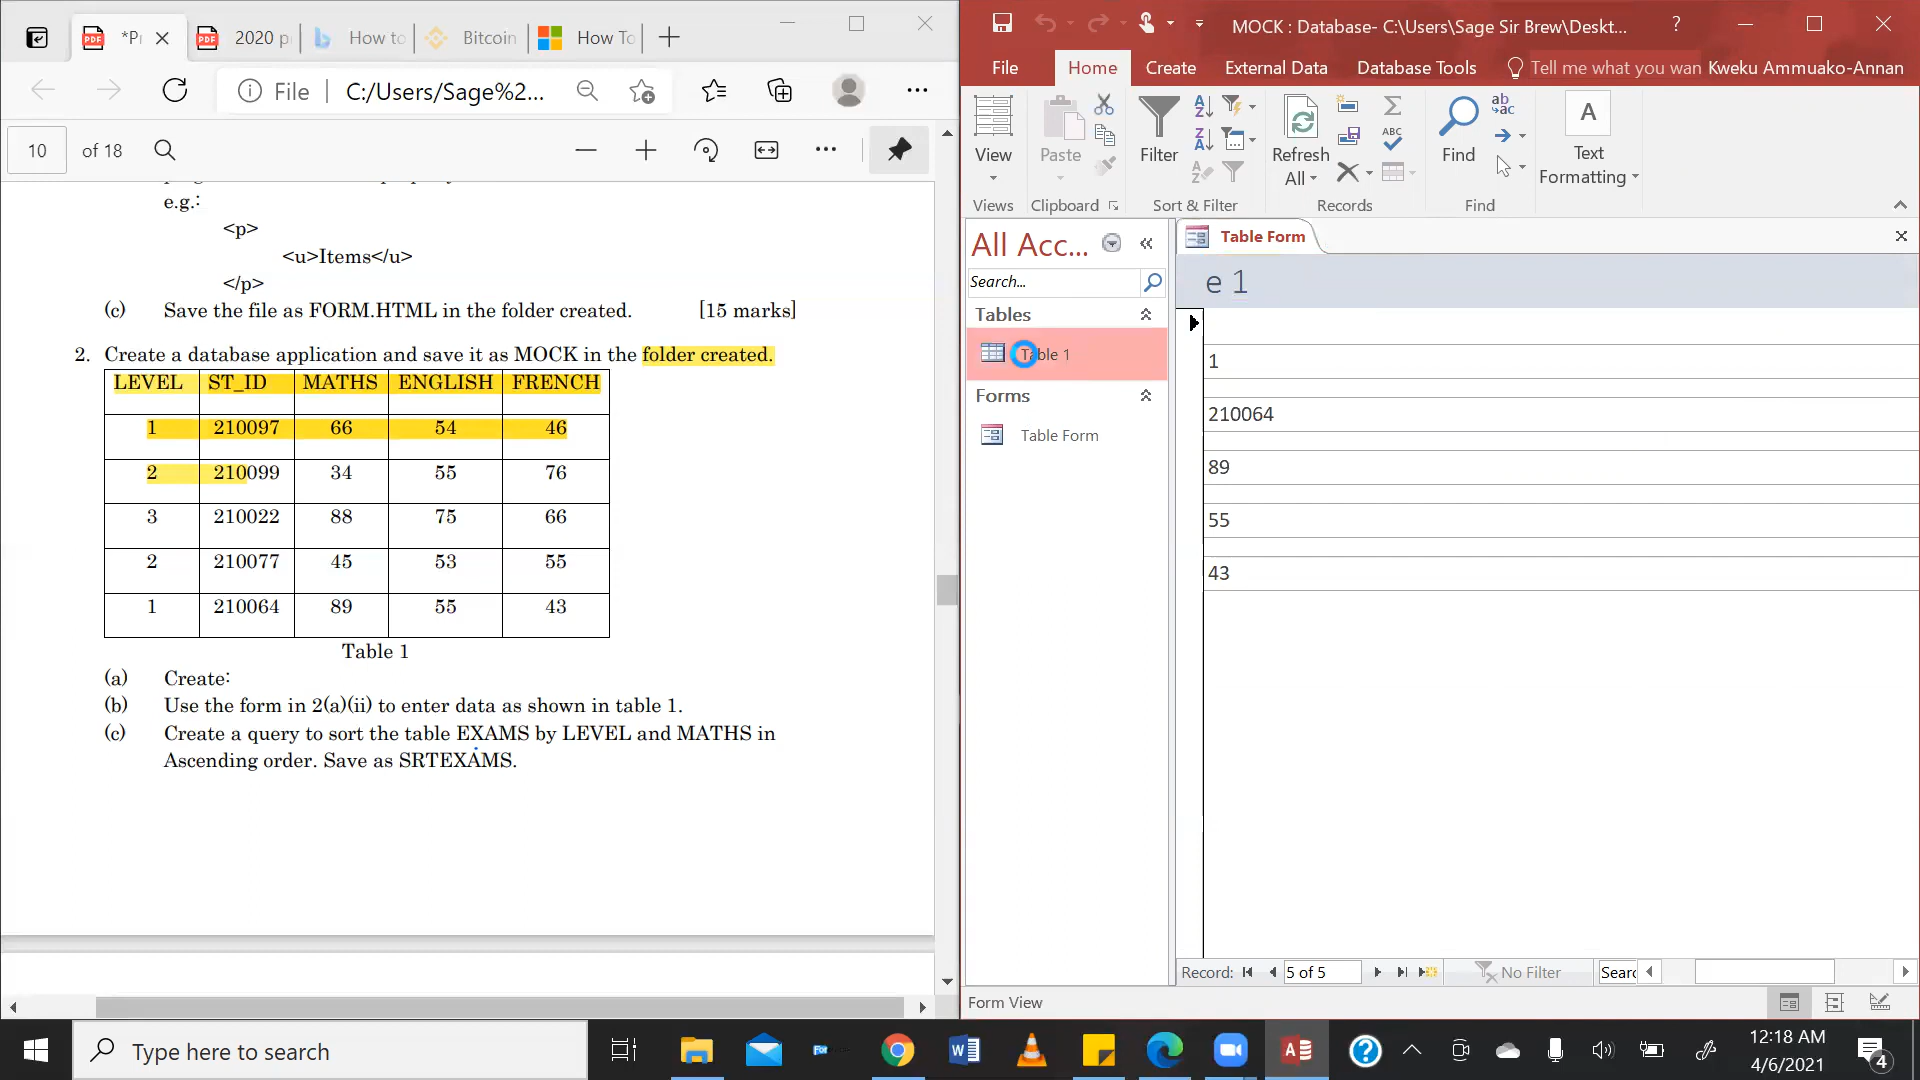 *Pr
2020 p
How to
Bitcoin
How To
File
C:/Users/Sage%2...
10
of 18
e.g.:
<p>
<u>Items</u>
</p>
(c) Save the file as FORM.HTML in the folder created. [15 marks]
2. Create a database application and save it as MOCK in the folder created.
LEVEL ST_ID MATHS ENGLISH FRENCH
1 210097 66 54 46
2 210099 34 55 76
3 210022 88 75 66
2 210077 45 53 55
1 210064 89 55 43
Table 1
(a) Create:
(b) Use the form in 2(a)(ii) to enter data as shown in table 1.
(c) Create a query to sort the table EXAMS by LEVEL and MATHS in
Ascending order. Save as SRTEXAMS.
MOCK : Database- C:\Users\Sage Sir Brew\Deskt...
File Home Create External Data Database Tools Tell me what you wan Kweku Ammuako-Annan
View
Paste
Filter
Refresh All
Find
Text Formatting
Views Clipboard Sort & Filter Records Find
All Acc...
Search...
Tables
Table 1
Forms
Table Form
Table Form
e 1
1
210064
89
55
43
Record: 5 of 5 No Filter Searc
Form View
Type here to search
12:18 AM
4/6/2021
4